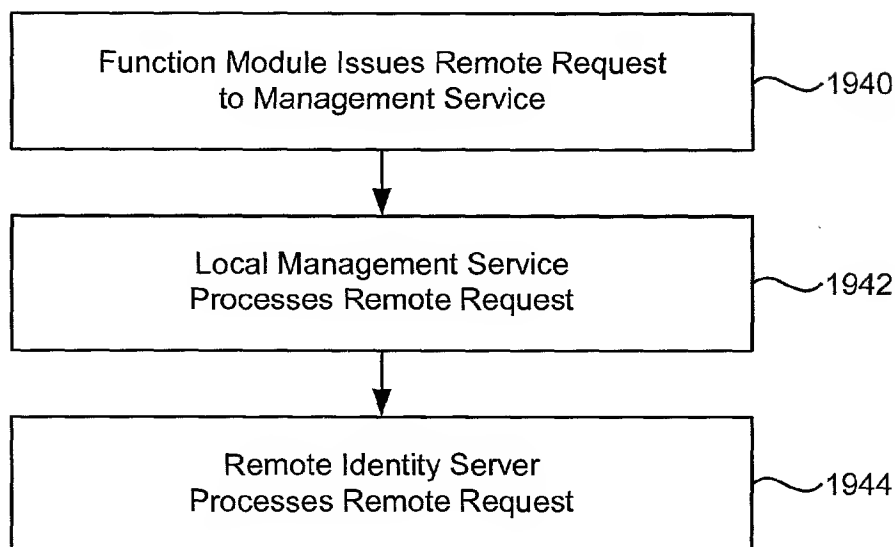 Function Module Issues Remote Request
to Management Service
1940
Local Management Service
Processes Remote Request
1942
Remote Identity Server
Processes Remote Request
1944